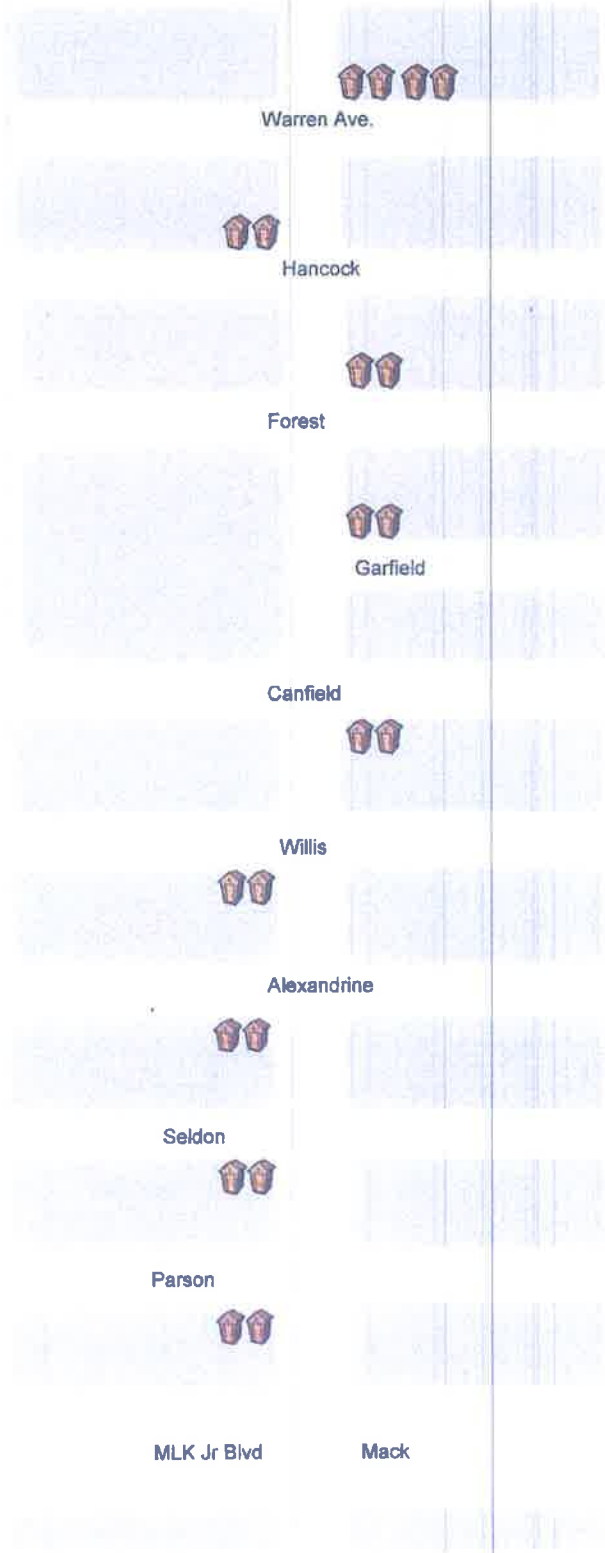 Warren Ave.
Hancock
Forest
Garfield
Canfield
Willis
Alexandrine
Seldon
Parson
MLK Jr Blvd Mack